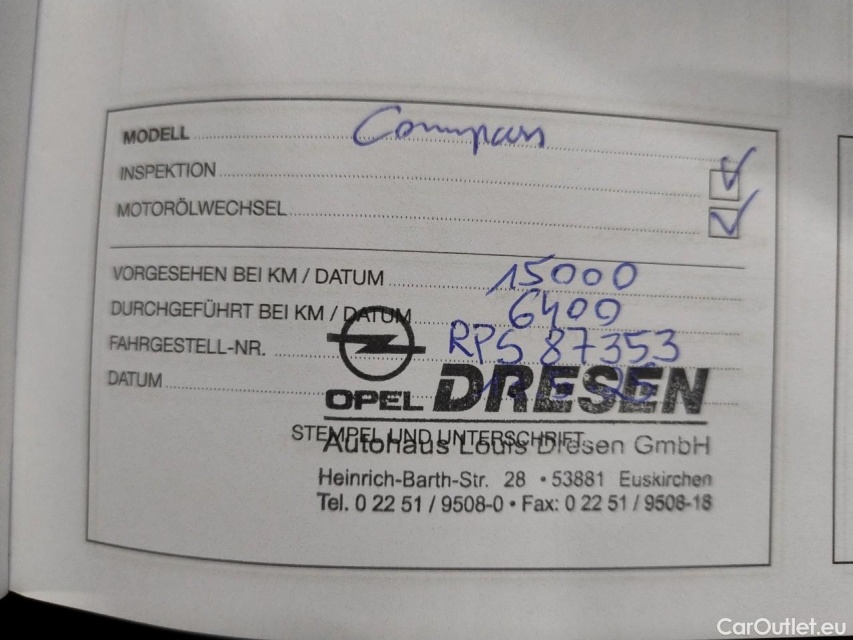 MODELL Compass
INSPEKTION ✓
MOTORÖLWECHSEL ✓
VORGESEHEN BEI KM / DATUM 15000
DURCHGEFÜHRT BEI KM / DATUM 6400
FAHRGESTELL-NR. RPS 87353
DATUM
OPEL DRESEN
STEMPEL UND UNTERSCHRIFT
Autohaus Louis Dresen GmbH
Heinrich-Barth-Str. 28 • 53881 Euskirchen
Tel. 0 22 51 / 9508-0 • Fax: 0 22 51 / 9508-18
CarOutlet.eu